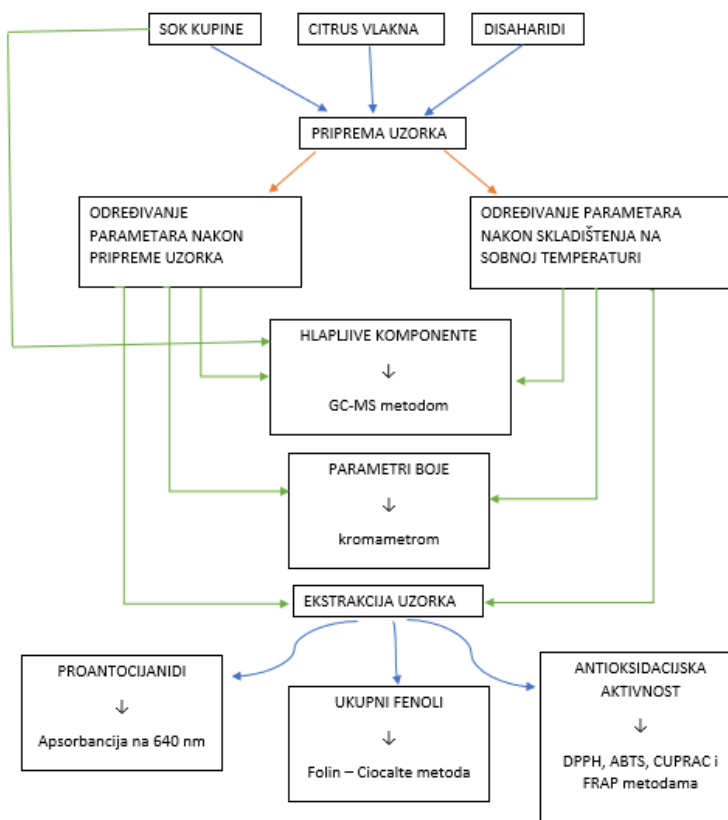 SOK KUPINE
CITRUS VLAKNA
DISAHARIDI
PRIPREMA UZORKA
ODREĐIVANJE
PARAMETARA NAKON
PRIPREME UZORKA
ODREĐIVANJE PARAMETARA
NAKON SKLADIŠTENJA NA
SOBNOJ TEMPERATURI
HLAPLJIVE KOMPONENTE
↓
GC-MS metodom
PARAMETRI BOJE
↓
kromametrom
EKSTRAKCIJA UZORKA
PROANTOCIJANIDI
↓
Apsorbancija na 640 nm
UKUPNI FENOLI
↓
Folin – Ciocalte metoda
ANTIOKSIDACIJSKA
AKTIVNOST
↓
DPPH, ABTS, CUPRAC i
FRAP metodama